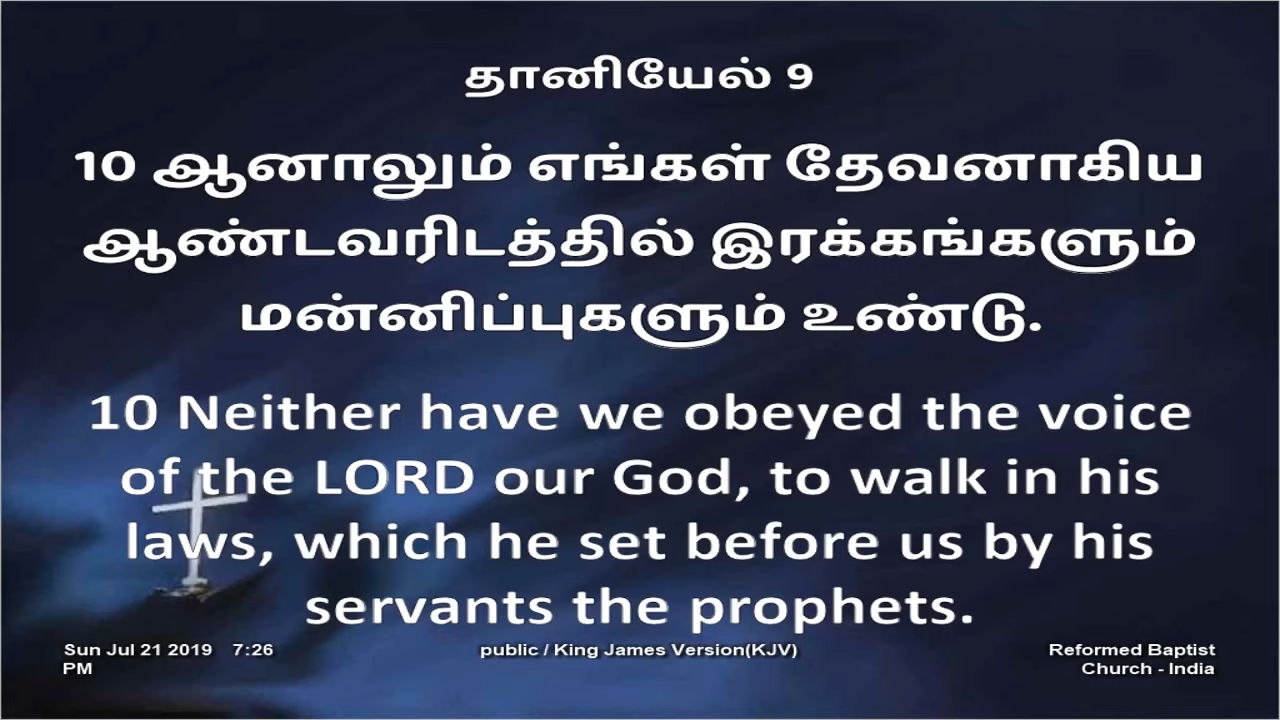 தானியேல் 9
10 ஆனாலும் எங்கள் தேவனாகிய
ஆண்டவரிடத்தில் இரக்கங்களும்
மன்னிப்புகளும் உண்டு.
10 Neither have we obeyed the voice
of the LORD our God, to walk in his
laws, which he set before us by his
servants the prophets.
Sun Jul 21 2019 7:26
PM
public / King James Version(KJV)
Reformed Baptist
Church - India